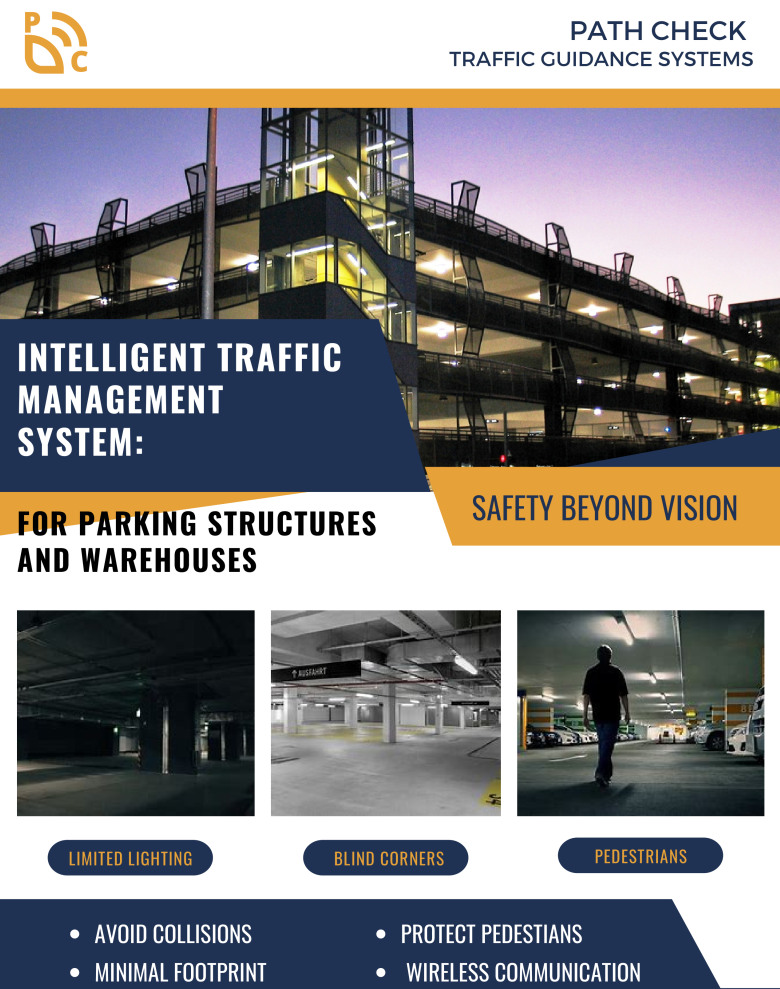 P
C
PATH CHECK
TRAFFIC GUIDANCE SYSTEMS
INTELLIGENT TRAFFIC
MANAGEMENT
SYSTEM:
SAFETY BEYOND VISION
FOR PARKING STRUCTURES
AND WAREHOUSES
↑ AUSFAHRT
LIMITED LIGHTING
BLIND CORNERS
PEDESTRIANS
• AVOID COLLISIONS
• PROTECT PEDESTIANS
• MINIMAL FOOTPRINT
• WIRELESS COMMUNICATION